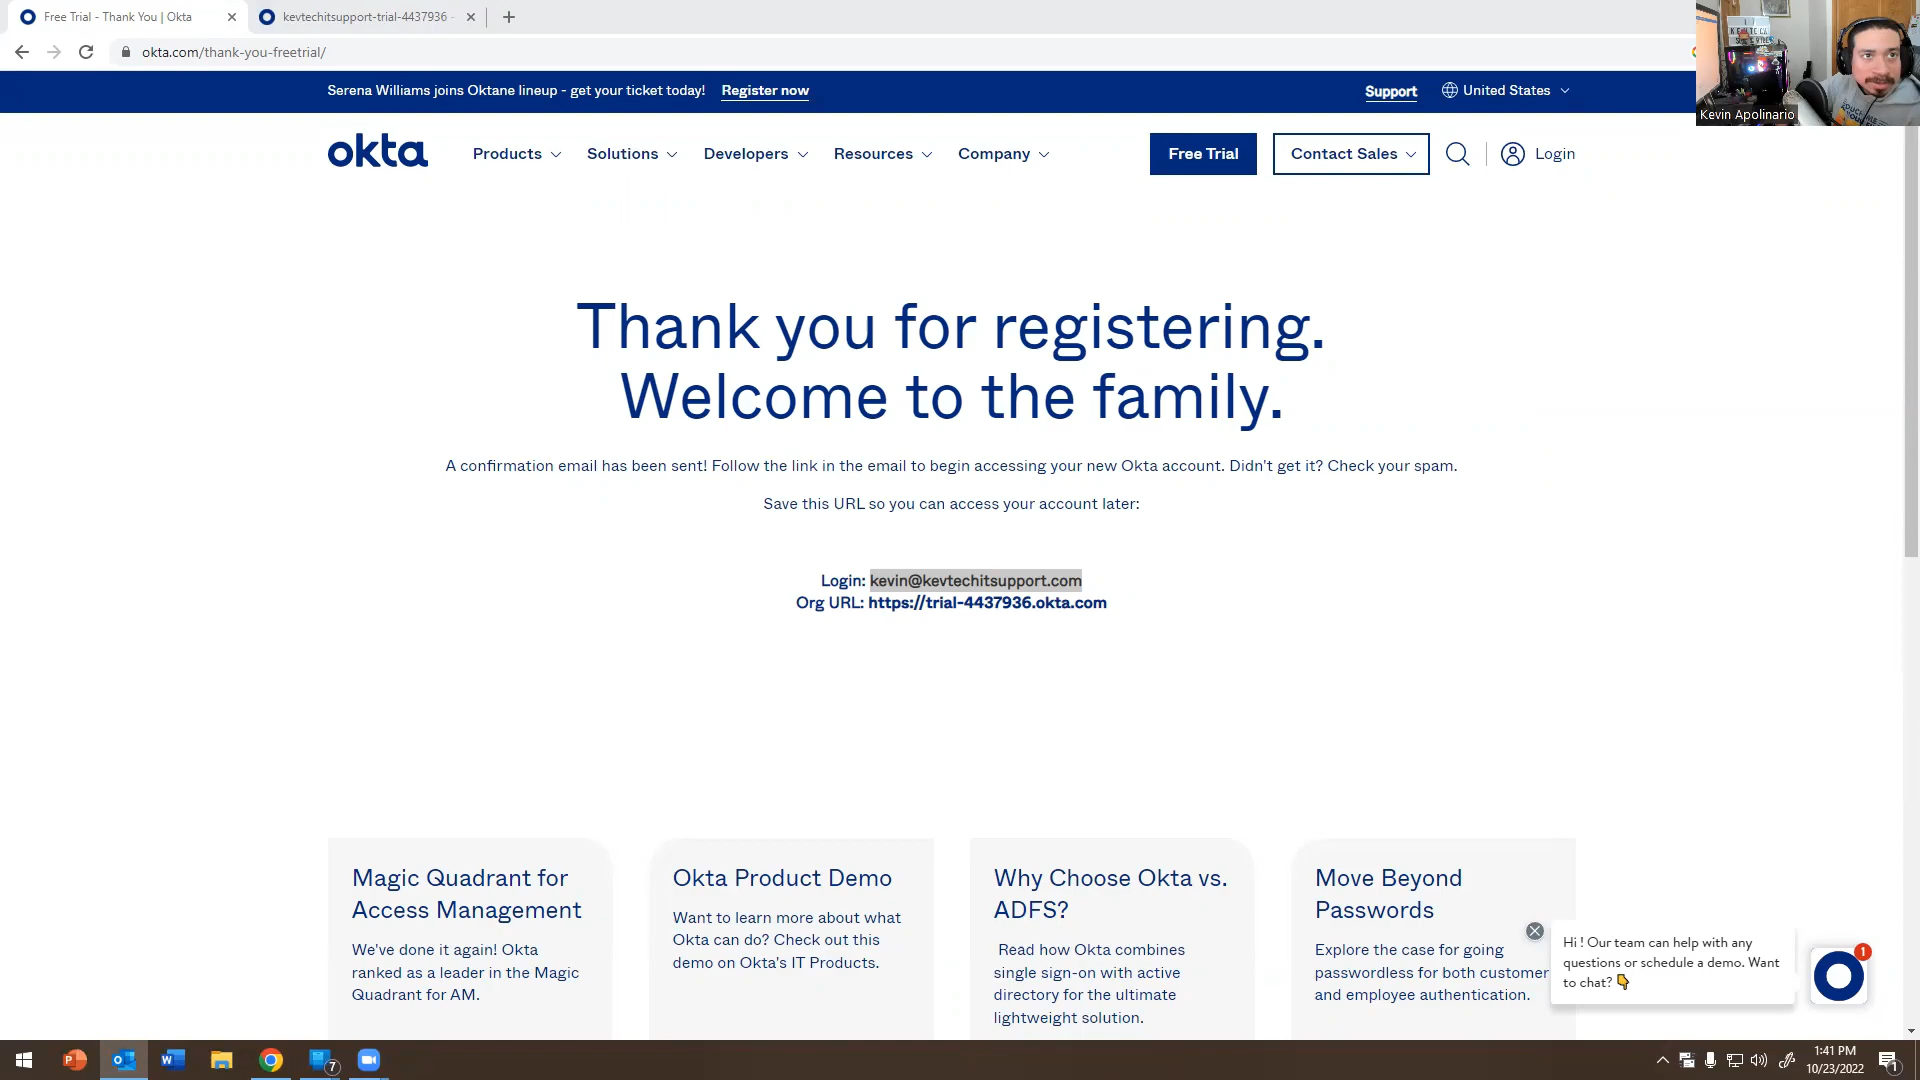 Free Trial - Thank You | Okta
kevtechitsupport-trial-4437936 -
okta.com/thank-you-freetrial/
Serena Williams joins Oktane lineup - get your ticket today! Register now
Support
United States
okta
Products
Solutions
Developers
Resources
Company
Free Trial
Contact Sales
Login
Kevin Apolinario
Thank you for registering.
Welcome to the family.
A confirmation email has been sent! Follow the link in the email to begin accessing your new Okta account. Didn't get it? Check your spam.
Save this URL so you can access your account later:
Login: kevin@kevtechitsupport.com
Org URL: https://trial-4437936.okta.com
Magic Quadrant for
Access Management
We've done it again! Okta
ranked as a leader in the Magic
Quadrant for AM.
Okta Product Demo
Want to learn more about what
Okta can do? Check out this
demo on Okta's IT Products.
Why Choose Okta vs.
ADFS?
Read how Okta combines
single sign-on with active
directory for the ultimate
lightweight solution.
Move Beyond
Passwords
Explore the case for going
passwordless for both customer
and employee authentication.
Hi ! Our team can help with any
questions or schedule a demo. Want
to chat? 👇
1
7
1:41 PM
10/23/2022
1